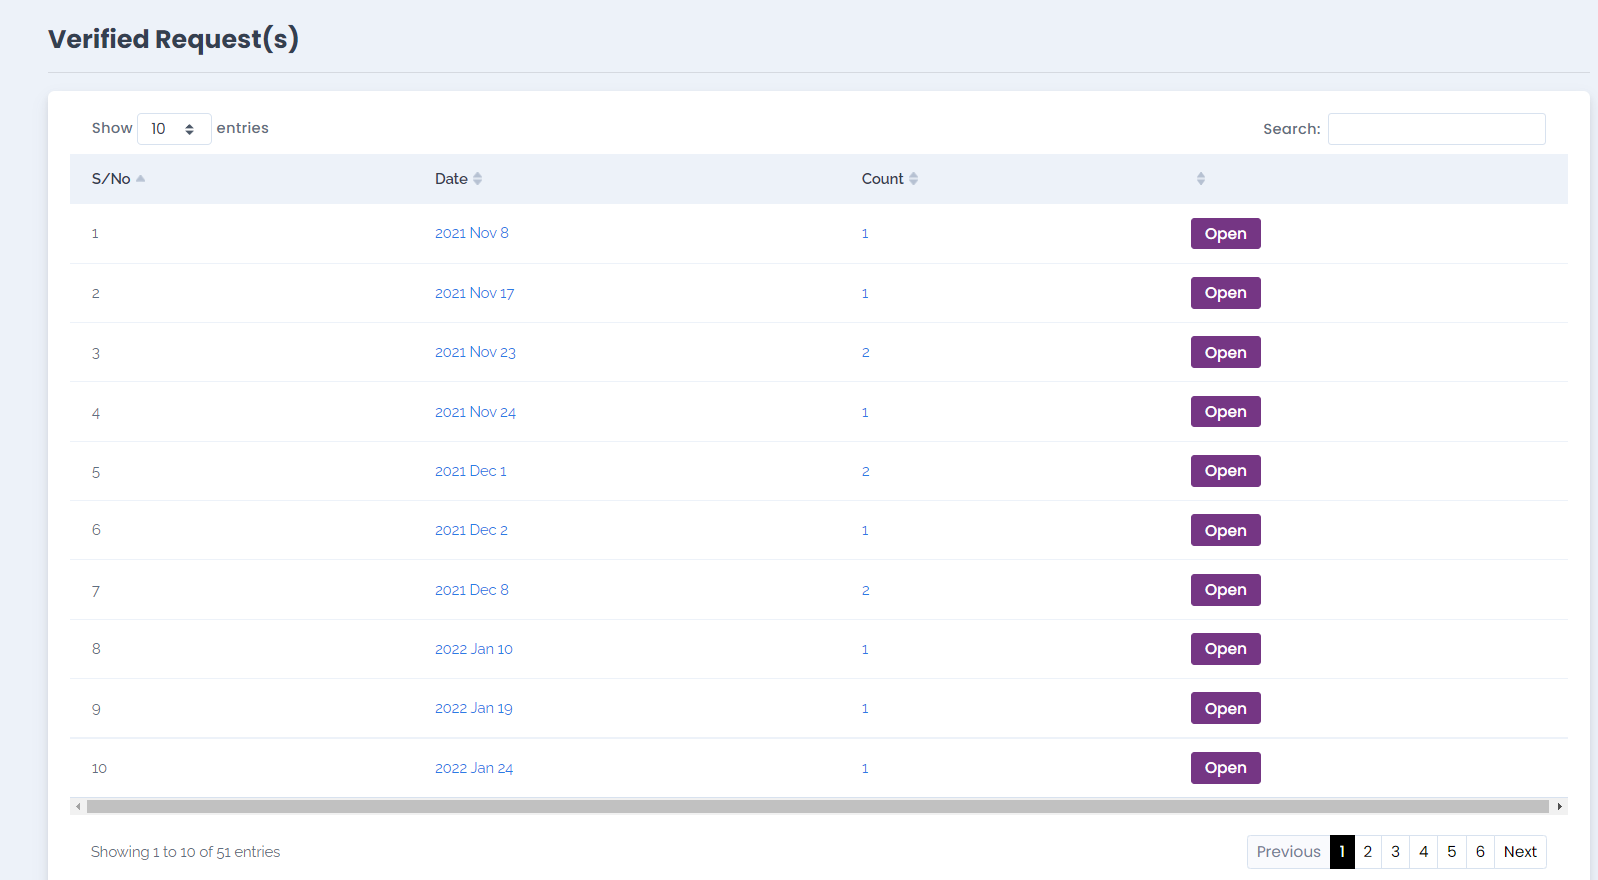 Verified Request(s)
Show 10 entries Search:
S/No Date Count
1 2021 Nov 8 1 Open
2 2021 Nov 17 1 Open
3 2021 Nov 23 2 Open
4 2021 Nov 24 1 Open
5 2021 Dec 1 2 Open
6 2021 Dec 2 1 Open
7 2021 Dec 8 2 Open
8 2022 Jan 10 1 Open
9 2022 Jan 19 1 Open
10 2022 Jan 24 1 Open
Showing 1 to 10 of 51 entries Previous 1 2 3 4 5 6 Next